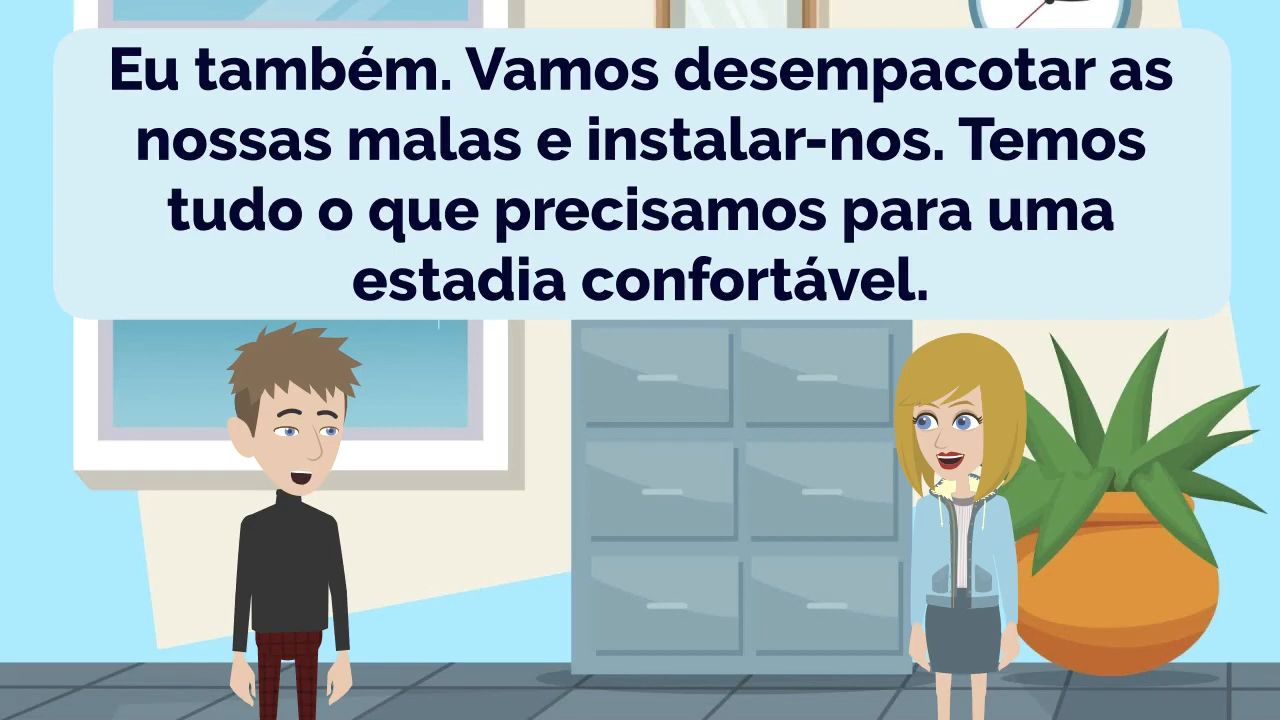 Eu também. Vamos desempacotar as
nossas malas e instalar-nos. Temos
tudo o que precisamos para uma
estadia confortável.